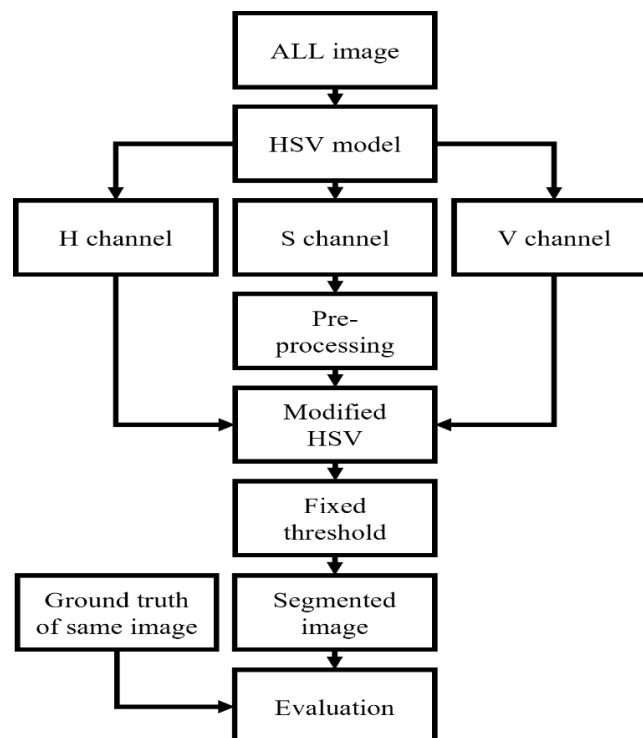 ALL image
HSV model
H channel
S channel
V channel
Pre-
processing
Modified
HSV
Fixed
threshold
Ground truth
of same image
Segmented
image
Evaluation